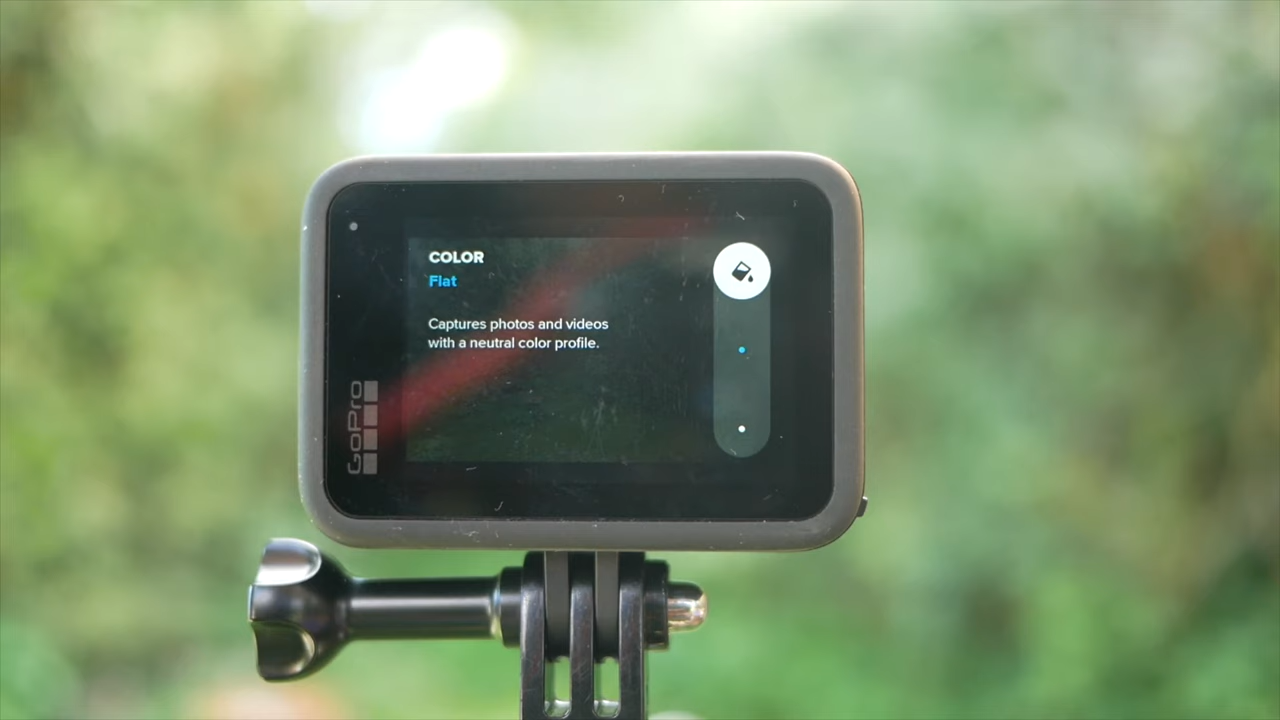 COLOR
Flat
Captures photos and videos
with a neutral color profile.
GoPro